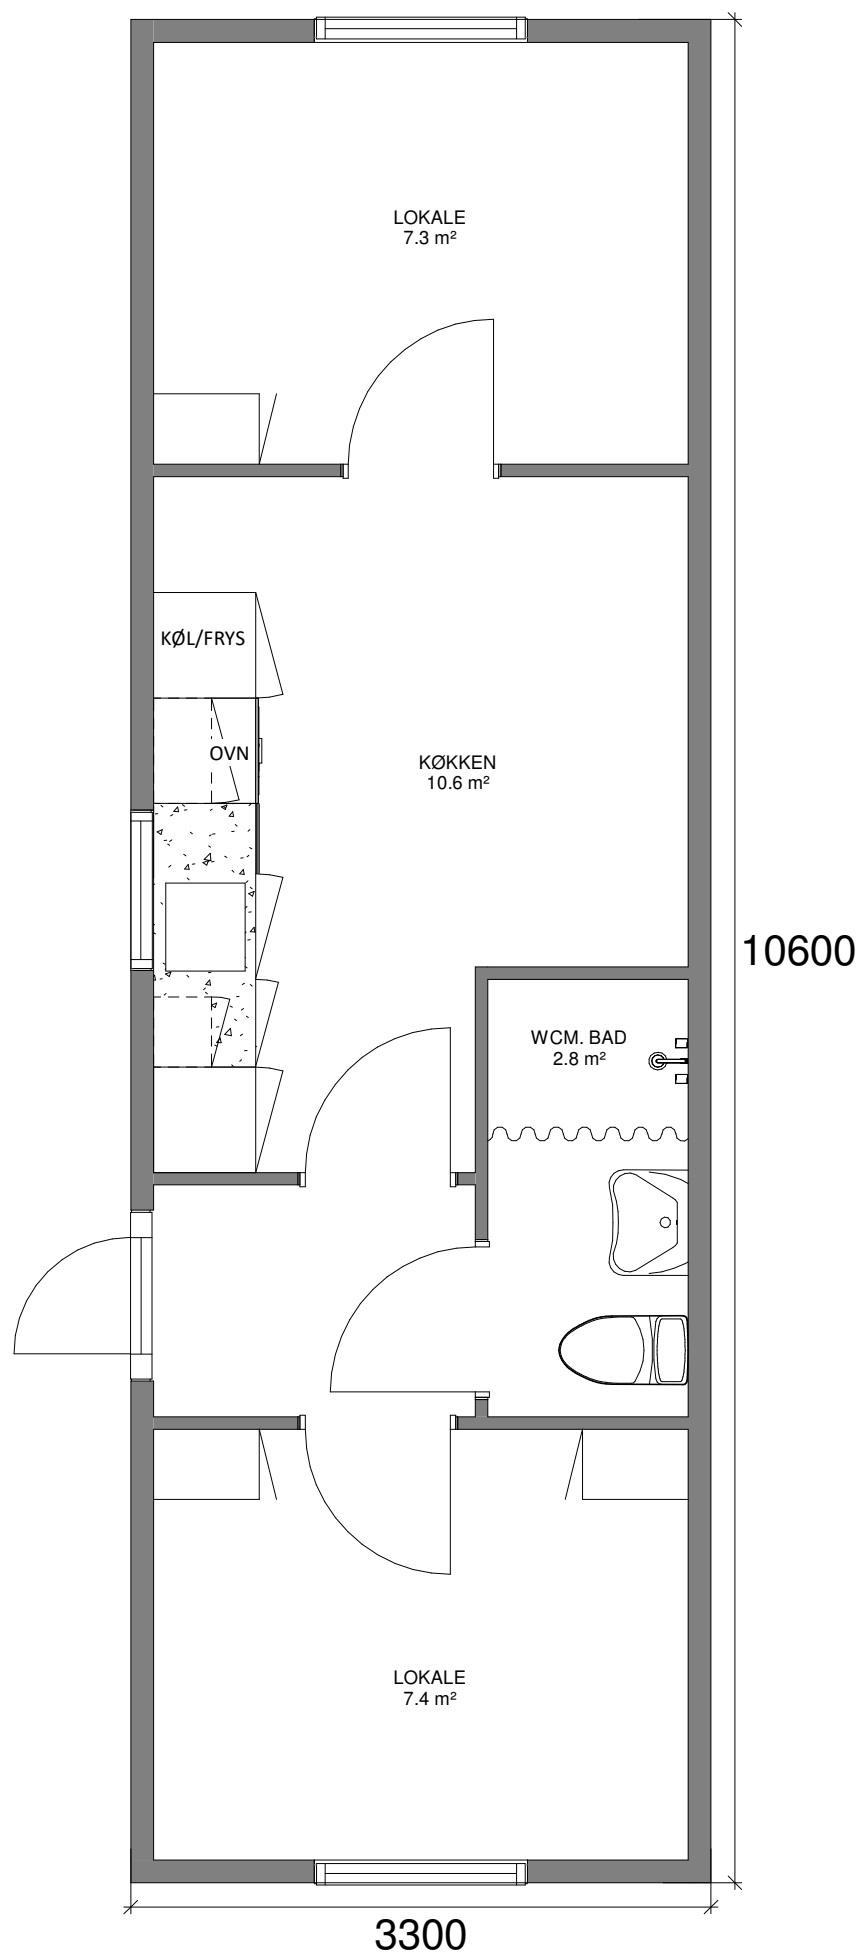 LOKALE
7.3 m²
KØL/FRYS
OVN
KØKKEN
10.6 m²
10600
WCM. BAD
2.8 m²
LOKALE
7.4 m²
3300